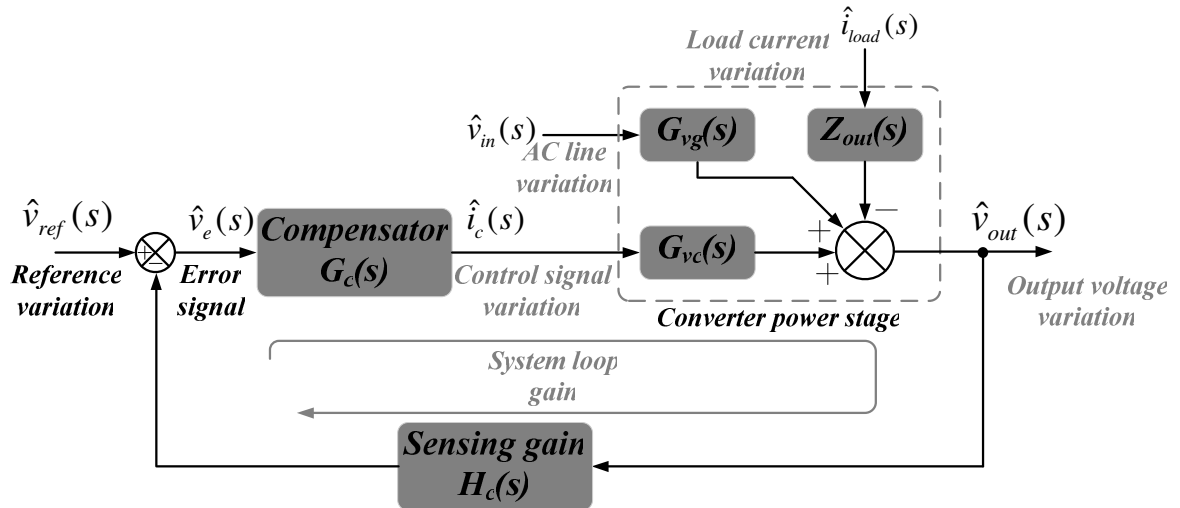 î_load(s)
Load current
variation
v̂_in(s)
AC line
variation
G_vg(s)
Z_out(s)
v̂_ref(s)
Reference
variation
+
−
v̂_e(s)
Error
signal
Compensator
G_c(s)
î_c(s)
Control signal
variation
G_vc(s)
+
+
−
v̂_out(s)
Output voltage
variation
Converter power stage
System loop
gain
Sensing gain
H_c(s)